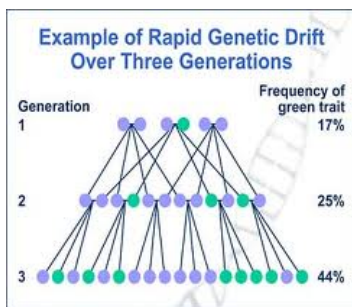 Example of Rapid Genetic Drift
Over Three Generations
Generation
Frequency of
green trait
1
17%
2
25%
3
44%